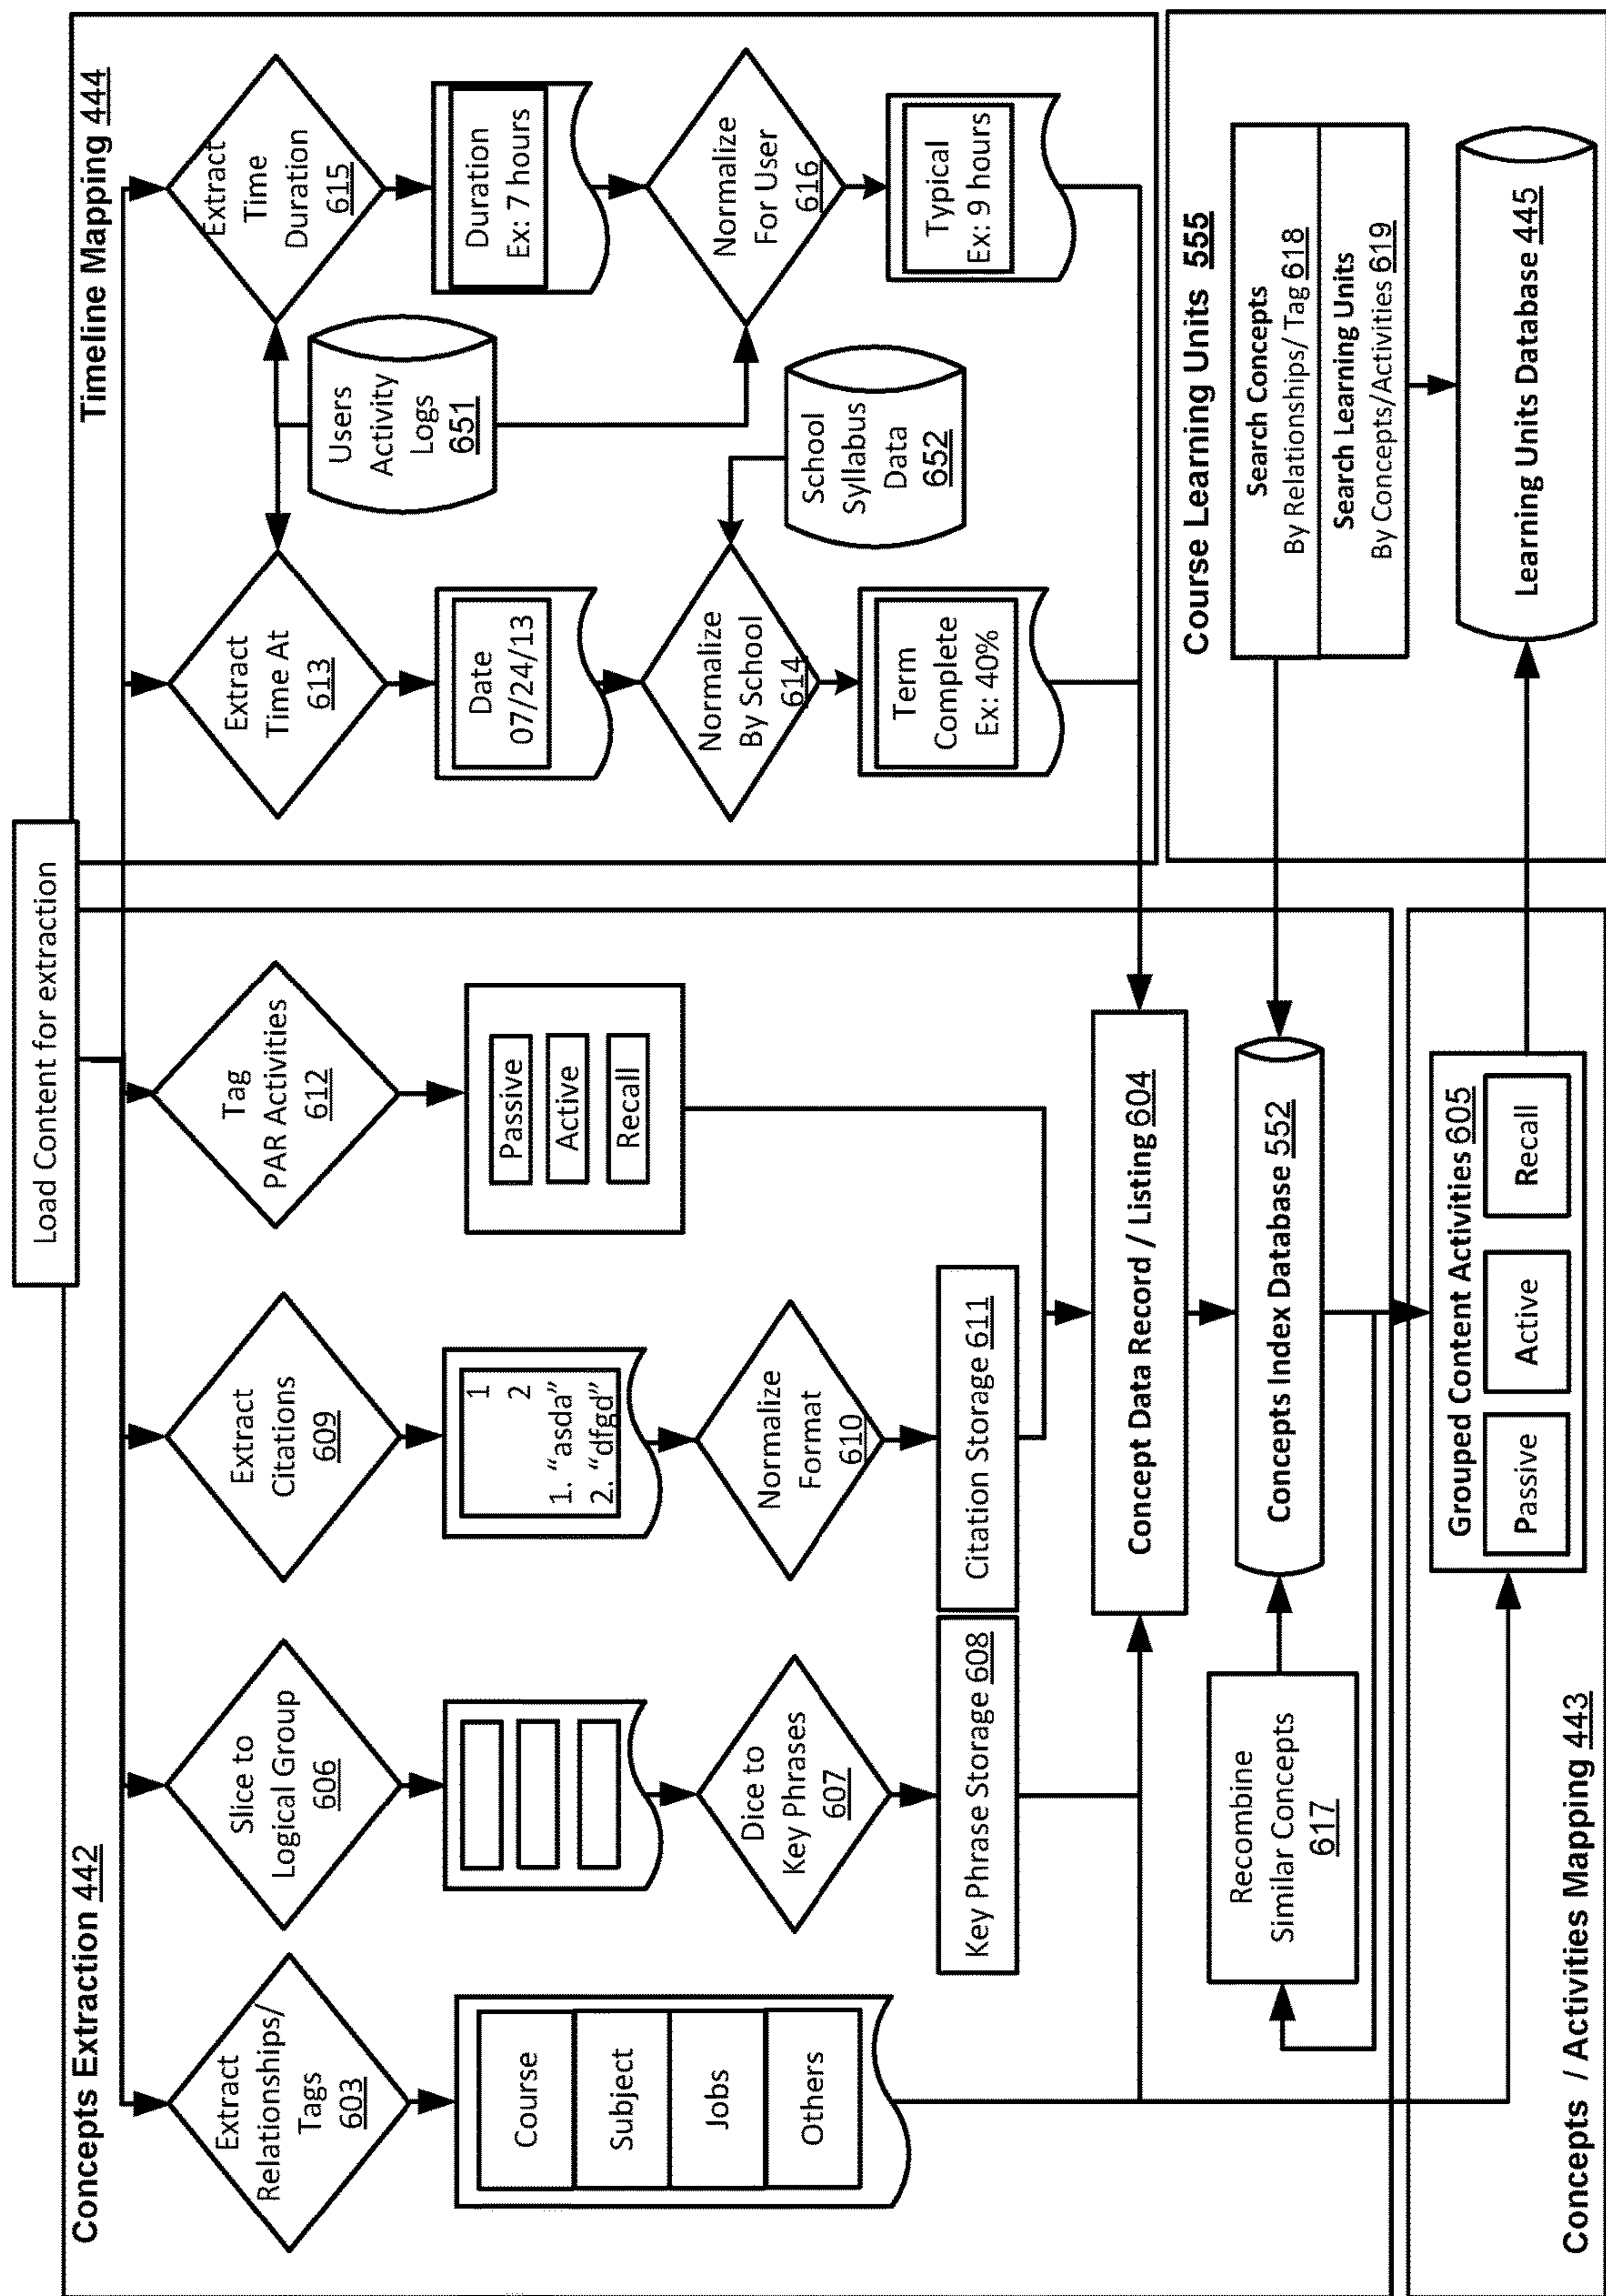 Load Content for extraction
Concepts Extraction 442
Extract
Relationships/
Tags
603
Course
Subject
Jobs
Others
Slice to
Logical Group
606
Dice to
Key Phrases
607
Key Phrase Storage 608
Extract
Citations
609
1
2
1. “asda”
2. “dfgd”
Normalize
Format
610
Citation Storage 611
Tag
PAR Activities
612
Passive
Active
Recall
Concept Data Record / Listing 604
Recombine
Similar Concepts
617
Concepts Index Database 552
Timeline Mapping 444
Extract
Time At
613
Date
07/24/13
Normalize
By School
614
Term
Complete
Ex: 40%
Users
Activity
Logs
651
School
Syllabus
Data
652
Extract
Time
Duration
615
Duration
Ex: 7 hours
Normalize
For User
616
Typical
Ex: 9 hours
Concepts / Activities Mapping 443
Grouped Content Activities 605
Passive
Active
Recall
Course Learning Units 555
Search Concepts
By Relationships/ Tag 618
Search Learning Units
By Concepts/Activities 619
Learning Units Database 445